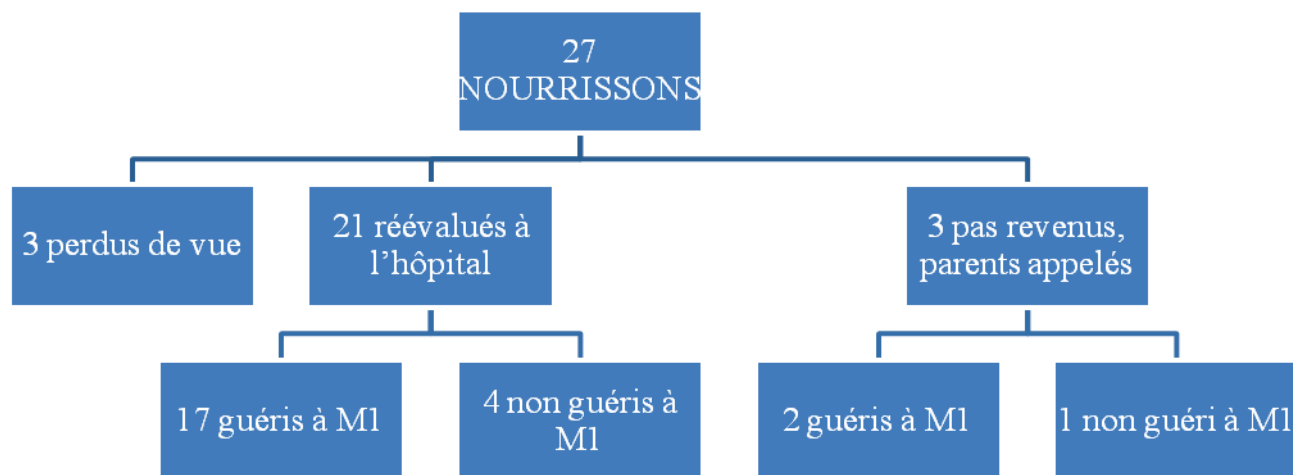 27
NOURRISSONS
3 perdus de vue
21 réévalués à
l'hôpital
3 pas revenus,
parents appelés
17 guéris à M1
4 non guéris à
M1
2 guéris à M1
1 non guéri à M1